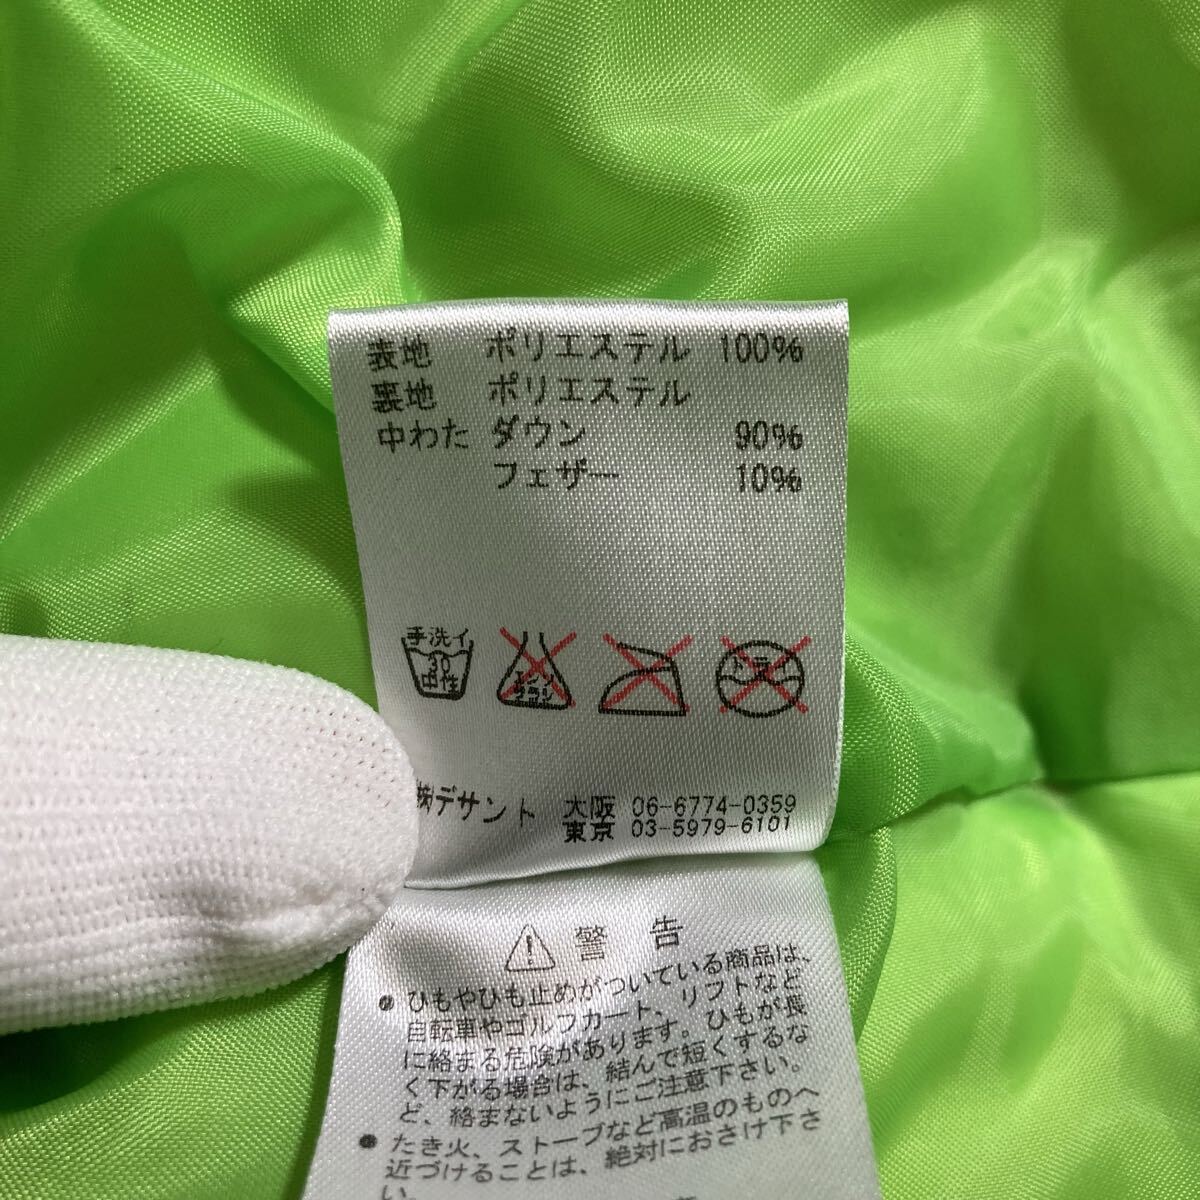 表地 ポリエステル 100%
裏地 ポリエステル
中わた ダウン 90%
フェザー 10%
手洗イ
30
中性
エンソ
サラシ
ドライ
㈱デサント 大阪 06-6774-0359
東京 03-5979-6101
警告
● ひもやひも止めがついている商品は、
自転車やゴルフカート、リフトなど
に絡まる危険があります。ひもが長
く下がる場合は、結んで短くするな
ど、絡まないようにご注意下さい。
● たき火、ストーブなど高温のものへ
近づけることは、絶対におさけ下さ
い。